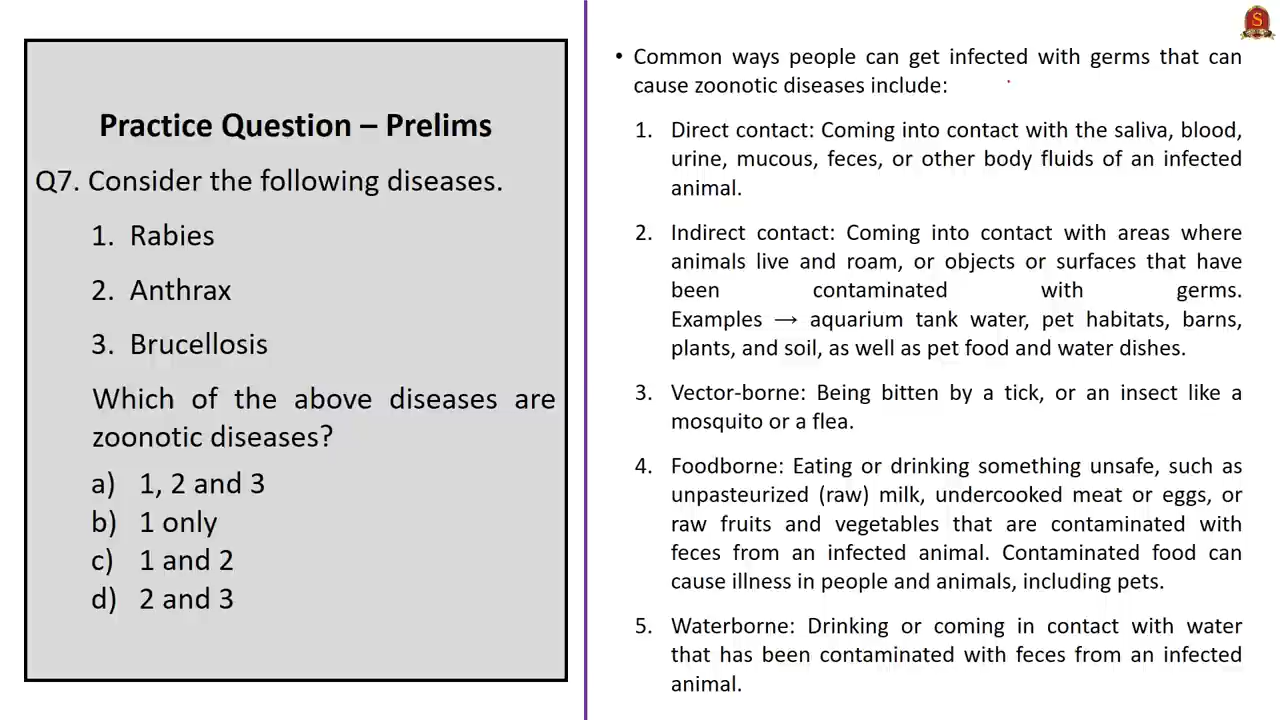 Practice Question – Prelims
Q7. Consider the following diseases.
1. Rabies
2. Anthrax
3. Brucellosis
Which of the above diseases are
zoonotic diseases?
a) 1, 2 and 3
b) 1 only
c) 1 and 2
d) 2 and 3
• Common ways people can get infected with germs that can
cause zoonotic diseases include:
1. Direct contact: Coming into contact with the saliva, blood,
urine, mucous, feces, or other body fluids of an infected
animal.
2. Indirect contact: Coming into contact with areas where
animals live and roam, or objects or surfaces that have
been contaminated with germs.
Examples → aquarium tank water, pet habitats, barns,
plants, and soil, as well as pet food and water dishes.
3. Vector-borne: Being bitten by a tick, or an insect like a
mosquito or a flea.
4. Foodborne: Eating or drinking something unsafe, such as
unpasteurized (raw) milk, undercooked meat or eggs, or
raw fruits and vegetables that are contaminated with
feces from an infected animal. Contaminated food can
cause illness in people and animals, including pets.
5. Waterborne: Drinking or coming in contact with water
that has been contaminated with feces from an infected
animal.
S